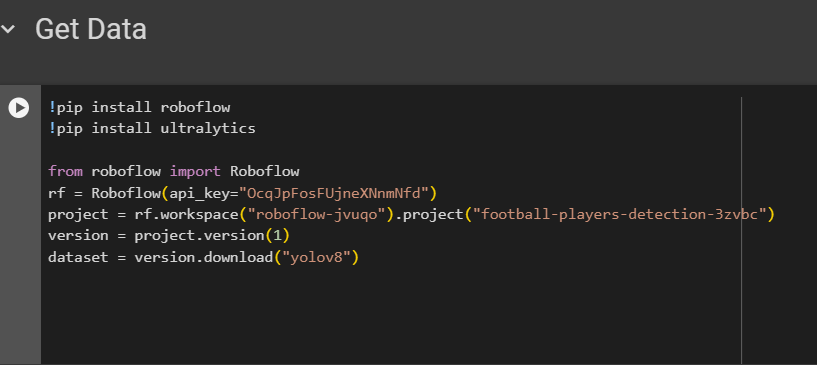 Get Data
!pip install roboflow
!pip install ultralytics
from roboflow import Roboflow
rf = Roboflow(api_key="OcqJpFosFUjneXNnmNfd")
project = rf.workspace("roboflow-jvuqo").project("football-players-detection-3zvbc")
version = project.version(1)
dataset = version.download("yolov8")